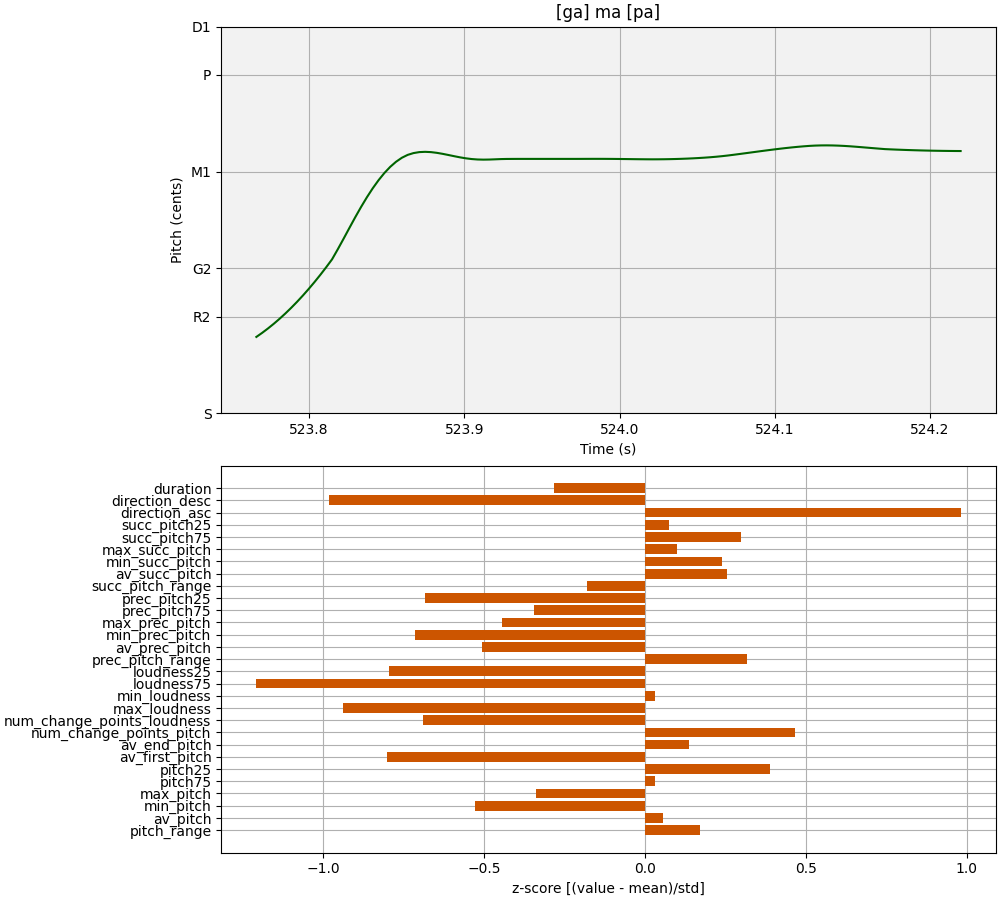 [ga] ma [pa]
D1
P
M1
G2
R2
S
Pitch (cents)
523.8 523.9 524.0 524.1 524.2
Time (s)
duration
direction_desc
direction_asc
succ_pitch25
succ_pitch75
max_succ_pitch
min_succ_pitch
av_succ_pitch
succ_pitch_range
prec_pitch25
prec_pitch75
max_prec_pitch
min_prec_pitch
av_prec_pitch
prec_pitch_range
loudness25
loudness75
min_loudness
max_loudness
num_change_points_loudness
num_change_points_pitch
av_end_pitch
av_first_pitch
pitch25
pitch75
max_pitch
min_pitch
av_pitch
pitch_range
−1.0 −0.5 0.0 0.5 1.0
z-score [(value - mean)/std]